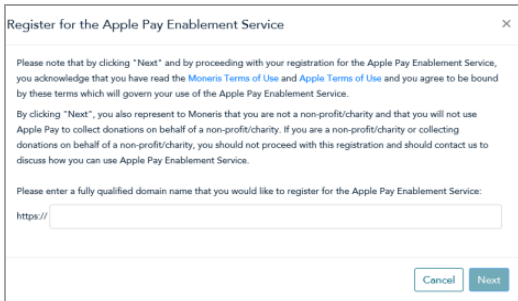 Register for the Apple Pay Enablement Service
Please note that by clicking "Next" and by proceeding with your registration for the Apple Pay Enablement Service,
you acknowledge that you have read the Moneris Terms of Use and Apple Terms of Use and you agree to be bound
by these terms which will govern your use of the Apple Pay Enablement Service.
By clicking "Next", you also represent to Moneris that you are not a non-profit/charity and that you will not use
Apple Pay to collect donations on behalf of a non-profit/charity. If you are a non-profit/charity or collecting
donations on behalf of a non-profit/charity, you should not proceed with this registration and should contact us to
discuss how you can use Apple Pay Enablement Service.
Please enter a fully qualified domain name that you would like to register for the Apple Pay Enablement Service:
https://
Cancel Next